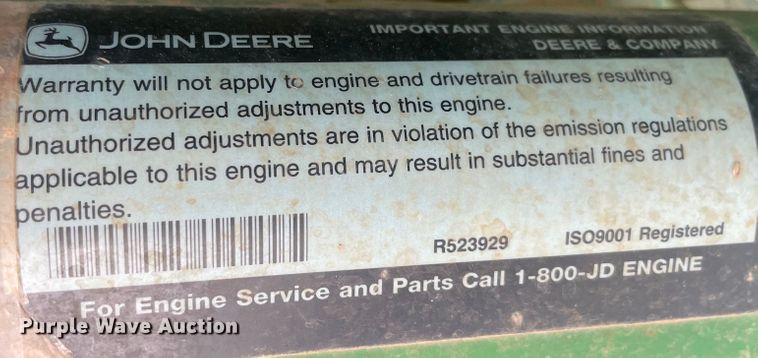 JOHN DEERE
IMPORTANT ENGINE INFORMATION
DEERE & COMPANY
Warranty will not apply to engine and drivetrain failures resulting
from unauthorized adjustments to this engine.
Unauthorized adjustments are in violation of the emission regulations
applicable to this engine and may result in substantial fines and
penalties.
R523929
ISO9001 Registered
For Engine Service and Parts Call 1-800-JD ENGINE
Purple Wave Auction